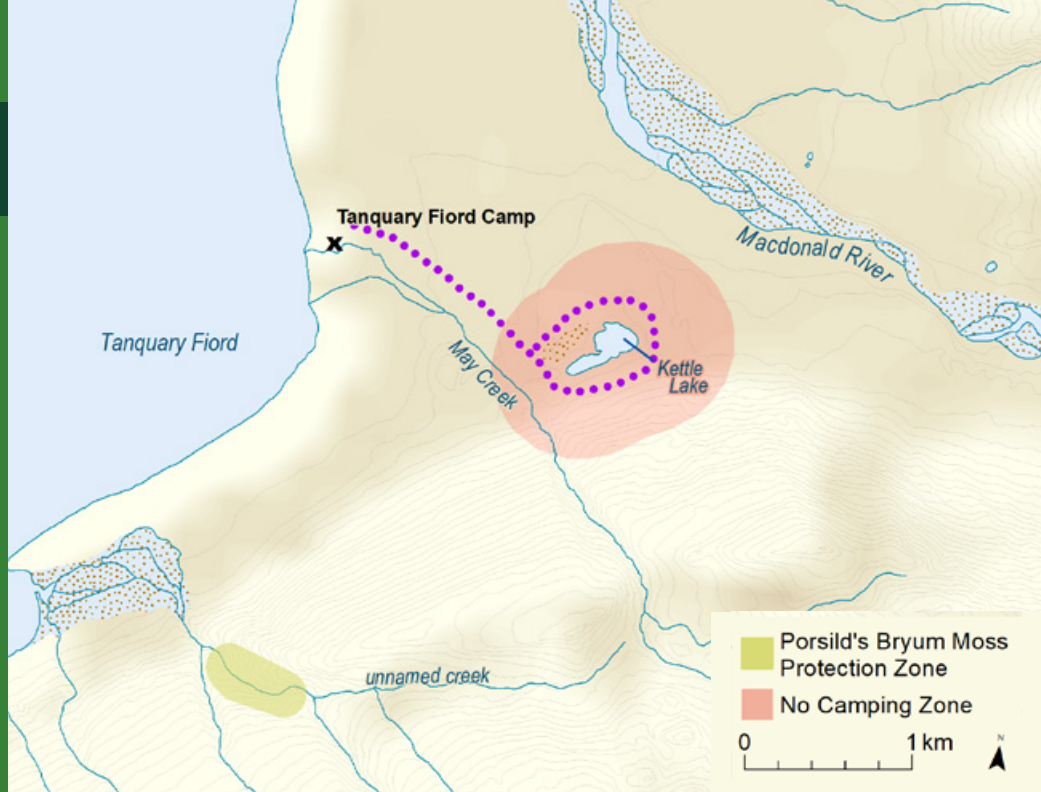 Tanquary Fiord Camp
x
Macdonald River
Tanquary Fiord
May Creek
Kettle
Lake
unnamed creek
Porsild's Bryum Moss
Protection Zone
No Camping Zone
0 1 km
N